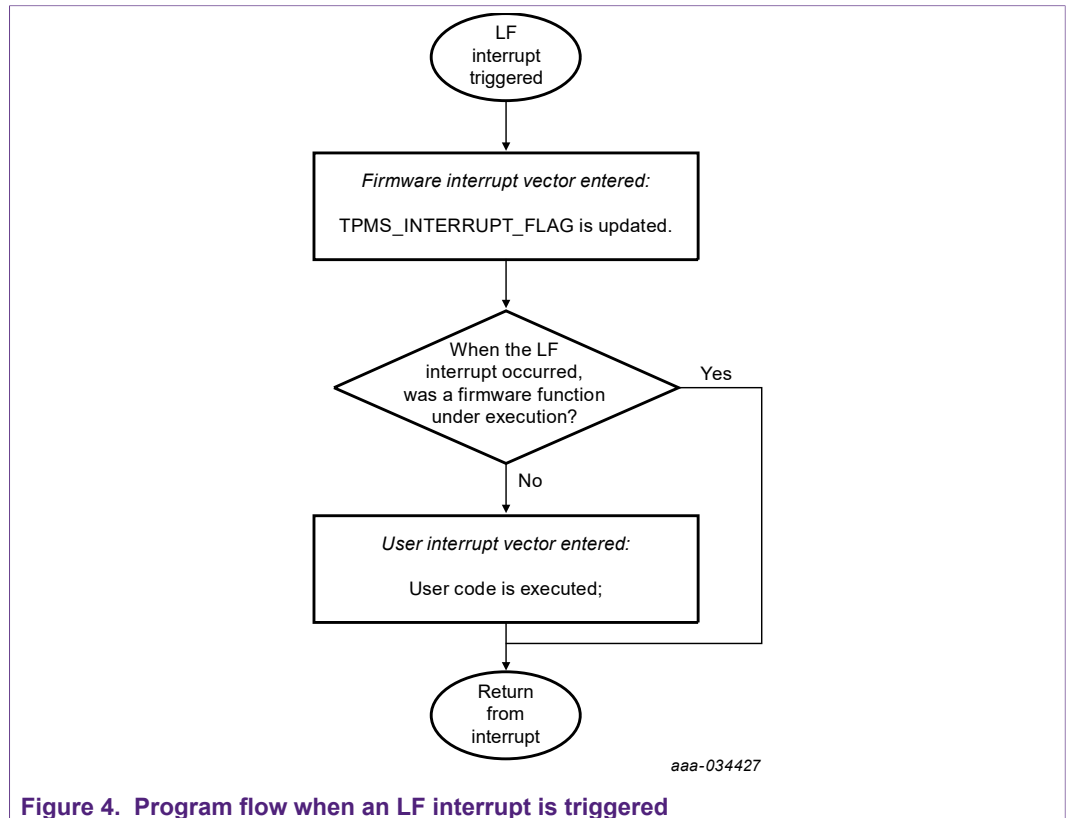 LF
interrupt
triggered
Firmware interrupt vector entered:
TPMS_INTERRUPT_FLAG is updated.
When the LF
interrupt occurred,
was a firmware function
under execution?
Yes
No
User interrupt vector entered:
User code is executed;
Return
from
interrupt
aaa-034427
Figure 4. Program flow when an LF interrupt is triggered